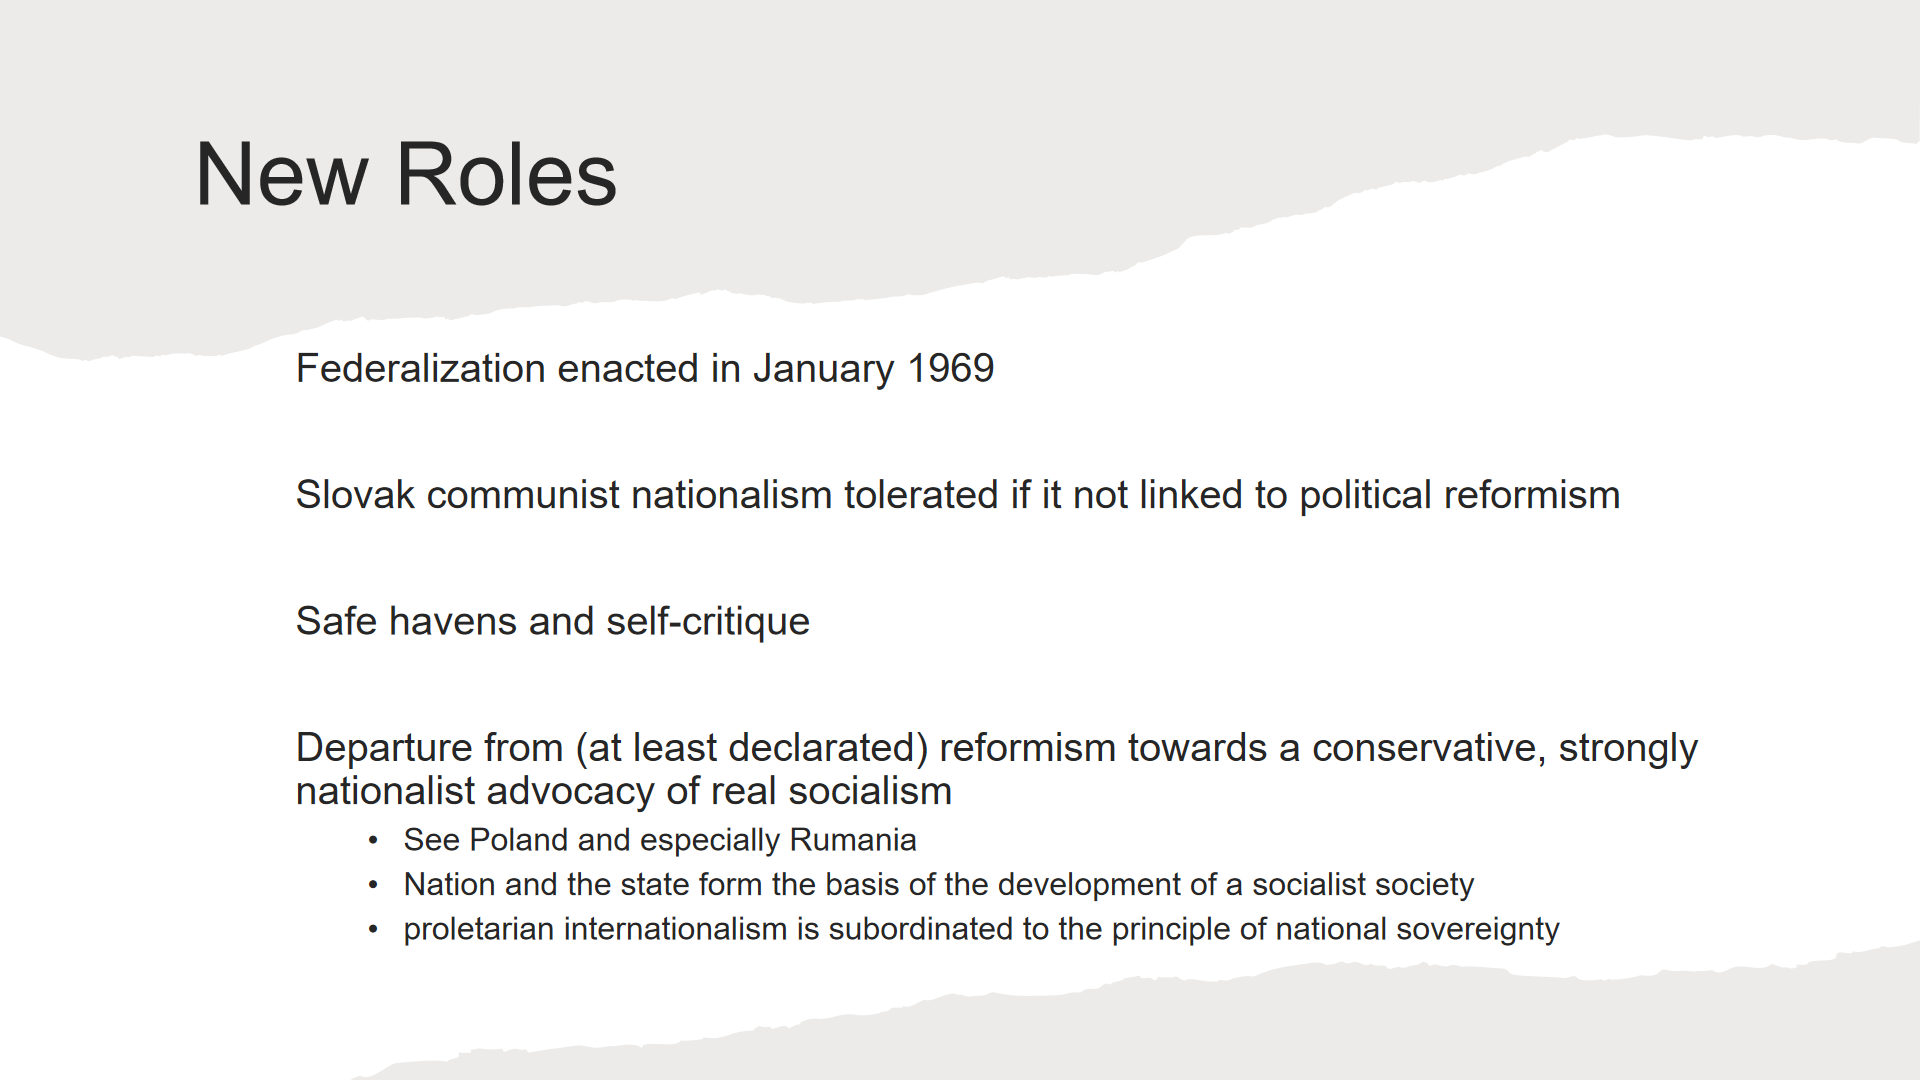 New Roles
Federalization enacted in January 1969
Slovak communist nationalism tolerated if it not linked to political reformism
Safe havens and self-critique
Departure from (at least declarated) reformism towards a conservative, strongly
nationalist advocacy of real socialism
• See Poland and especially Rumania
• Nation and the state form the basis of the development of a socialist society
• proletarian internationalism is subordinated to the principle of national sovereignty